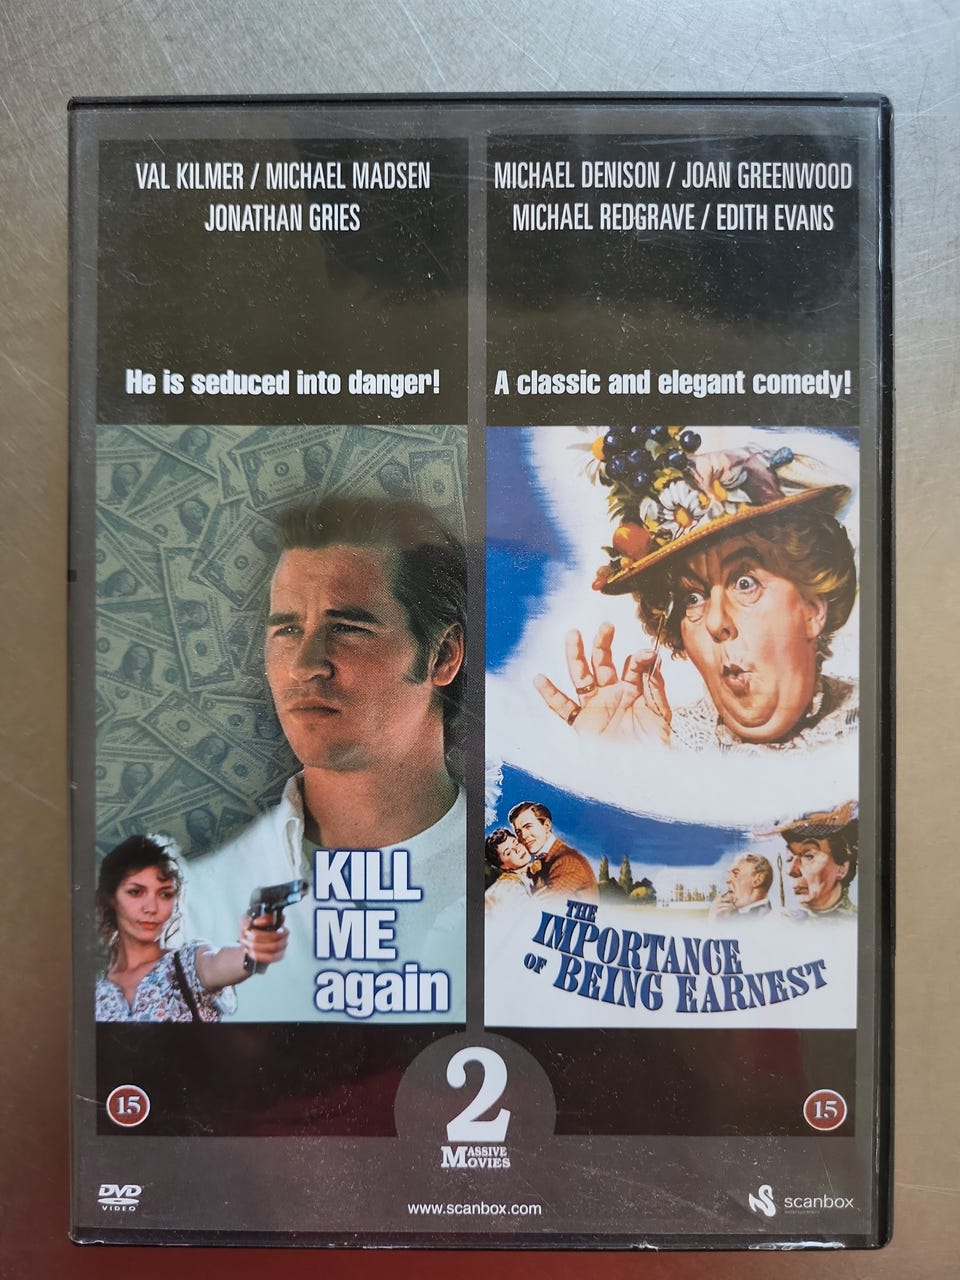 VAL KILMER / MICHAEL MADSEN
JONATHAN GRIES
He is seduced into danger!
KILL
ME
again
15
MICHAEL DENISON / JOAN GREENWOOD
MICHAEL REDGRAVE / EDITH EVANS
A classic and elegant comedy!
THE
IMPORTANCE
OF BEING EARNEST
15
2
MASSIVE
MOVIES
DVD
VIDEO
www.scanbox.com
scanbox